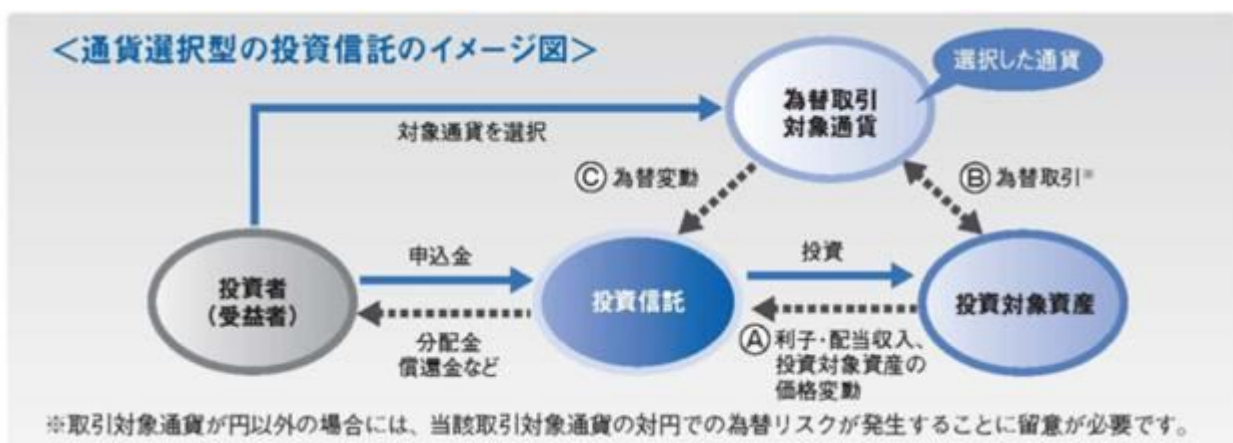 ＜通貨選択型の投資信託のイメージ図＞
選択した通貨
為替取引
対象通貨
対象通貨を選択
Ⓒ為替変動
Ⓑ為替取引※
投資者
（受益者）
申込金
分配金
償還金など
投資信託
投資
Ⓐ利子・配当収入、
投資対象資産の
価格変動
投資対象資産
※取引対象通貨が円以外の場合には、当該取引対象通貨の対円での為替リスクが発生することに留意が必要です。